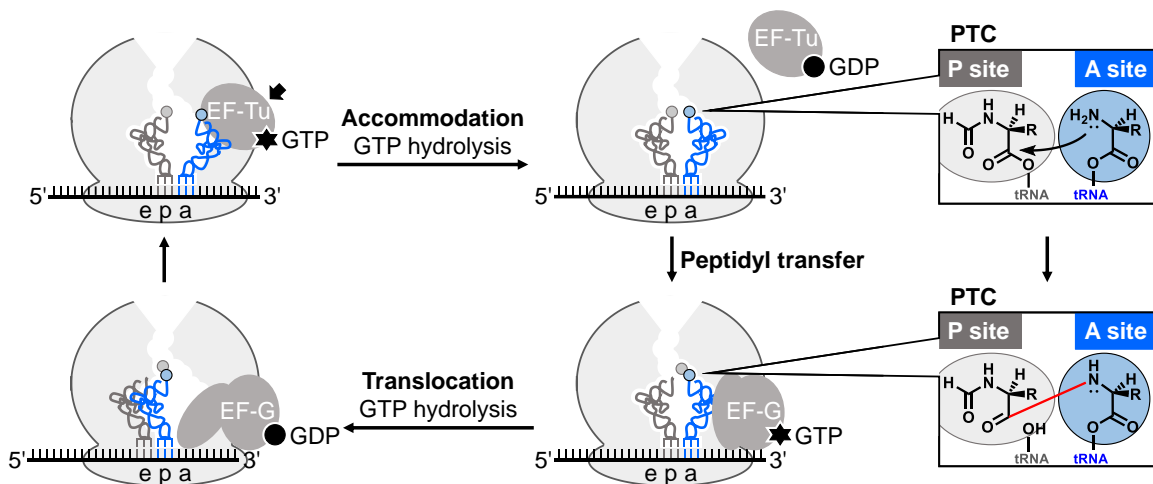 EF-Tu
GTP
5'
3'
e p a
Accommodation
GTP hydrolysis
EF-Tu
GDP
5'
3'
e p a
PTC
P site
A site
H
N
H
H
R
O
O
O
tRNA
H2N
..
H
R
O
O
tRNA
Peptidyl transfer
EF-G
GDP
5'
3'
e p a
Translocation
GTP hydrolysis
EF-G
GTP
5'
3'
e p a
PTC
P site
A site
H
N
H
H
R
O
O
OH
tRNA
H
N
..
H
R
O
O
tRNA